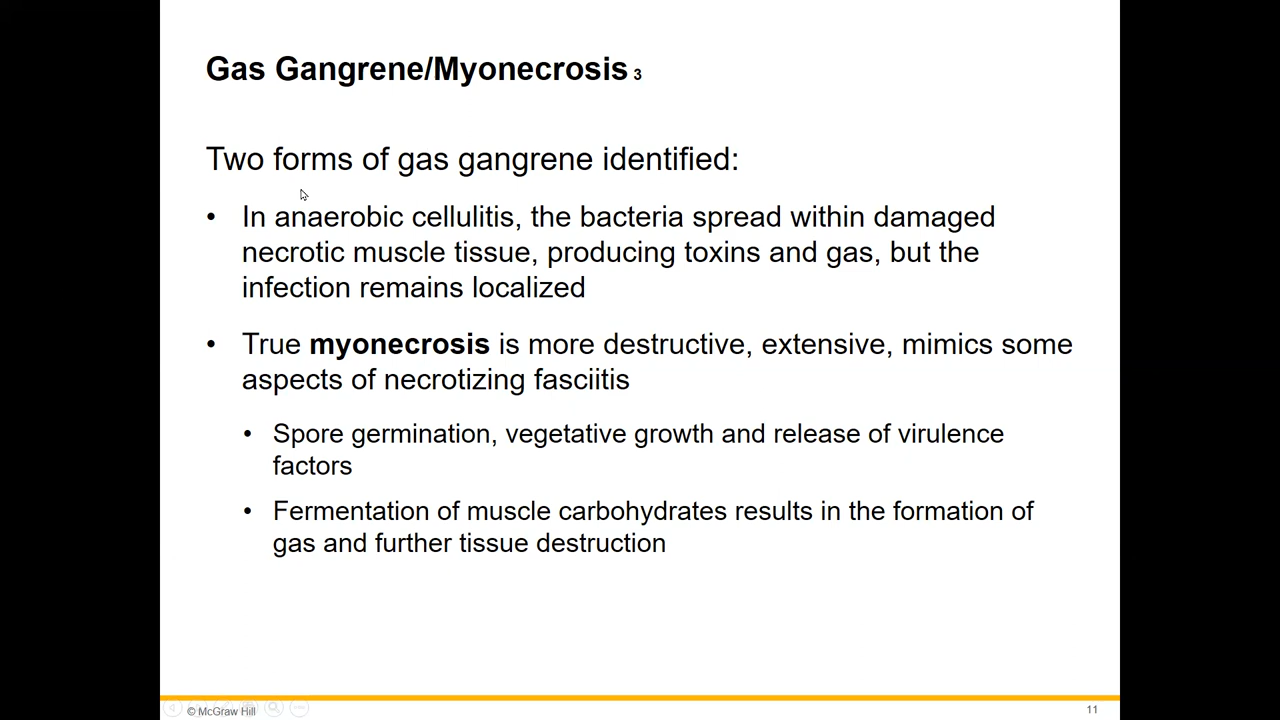 Gas Gangrene/Myonecrosis 3
Two forms of gas gangrene identified:
• In anaerobic cellulitis, the bacteria spread within damaged
necrotic muscle tissue, producing toxins and gas, but the
infection remains localized
• True myonecrosis is more destructive, extensive, mimics some
aspects of necrotizing fasciitis
• Spore germination, vegetative growth and release of virulence
factors
• Fermentation of muscle carbohydrates results in the formation of
gas and further tissue destruction
© McGraw Hill
11